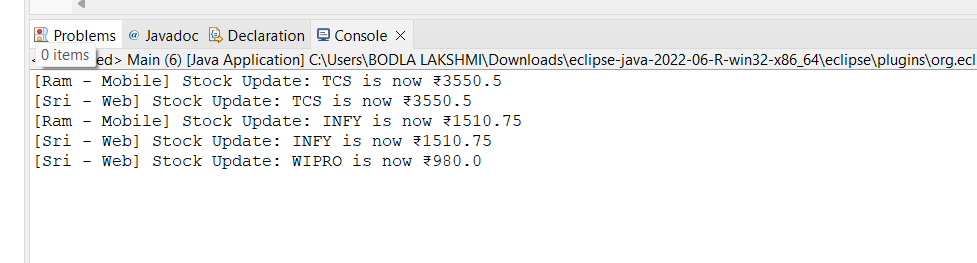 Problems @ Javadoc Declaration Console
0 items
ed> Main (6) [Java Application] C:\Users\BODLA LAKSHMI\Downloads\eclipse-java-2022-06-R-win32-x86_64\eclipse\plugins\org.ecl
[Ram - Mobile] Stock Update: TCS is now ₹3550.5
[Sri - Web] Stock Update: TCS is now ₹3550.5
[Ram - Mobile] Stock Update: INFY is now ₹1510.75
[Sri - Web] Stock Update: INFY is now ₹1510.75
[Sri - Web] Stock Update: WIPRO is now ₹980.0